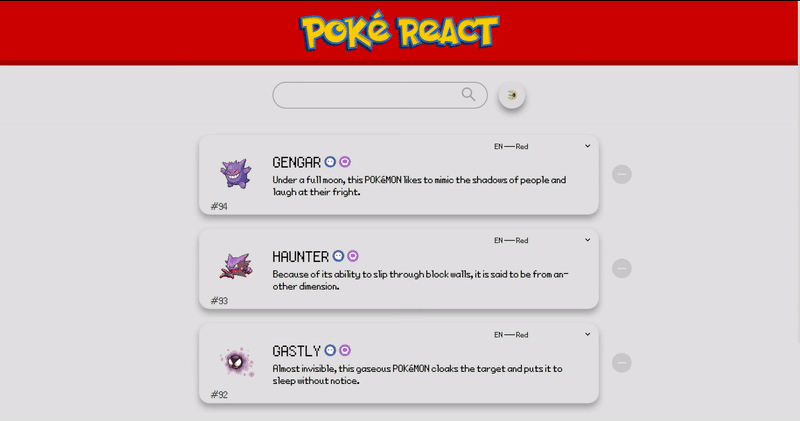 POKé REACT
EN──Red
GENGAR
Under a full moon, this POKéMON likes to mimic the shadows of people and
laugh at their fright.
#94
EN──Red
HAUNTER
Because of its ability to slip through block walls, it is said to be from an-
other dimension.
#93
EN──Red
GASTLY
Almost invisible, this gaseous POKéMON cloaks the target and puts it to
sleep without notice.
#92